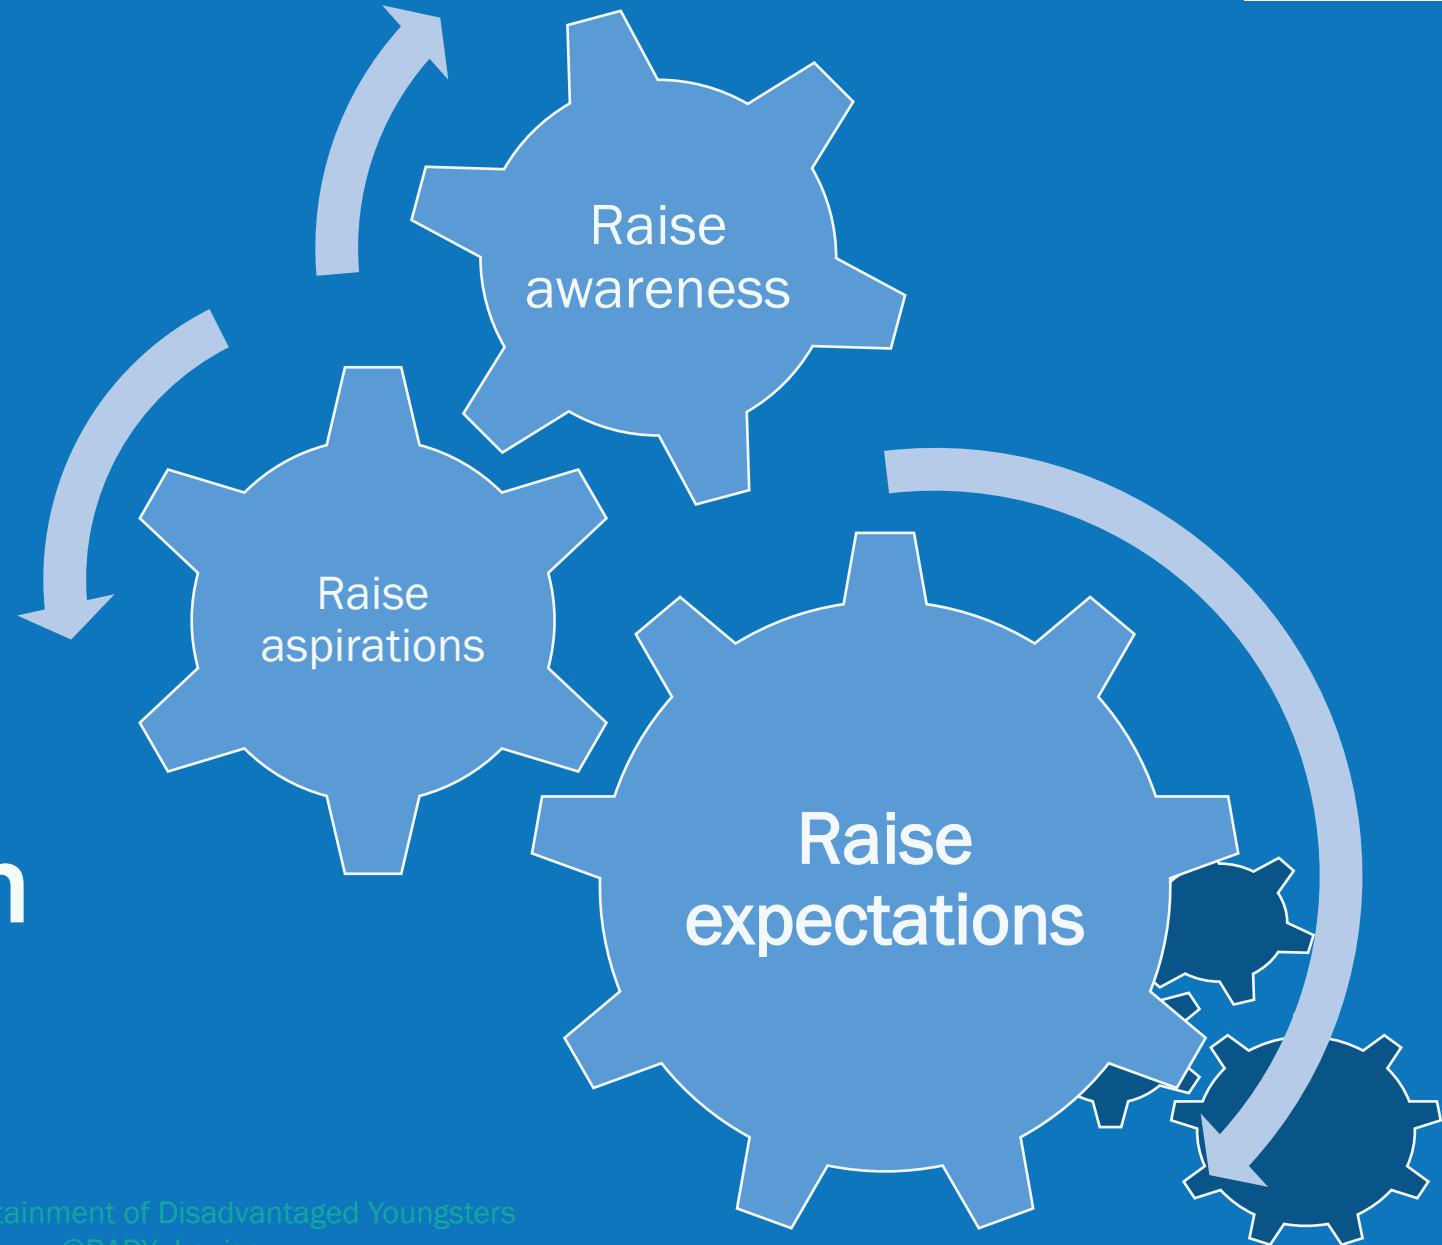 Raise
awareness
Raise
aspirations
Raise
expectations
n
tainment of Disadvantaged Youngsters